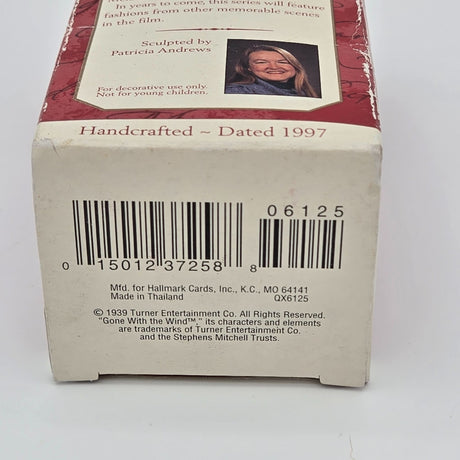 In years to come, this series will feature
fashions from other memorable scenes
in the film.
Sculpted by
Patricia Andrews
For decorative use only.
Not for young children.
Handcrafted ~ Dated 1997
06125
0 15012 37258 8
Mfd. for Hallmark Cards, Inc., K.C., MO 64141
Made in Thailand QX6125
© 1939 Turner Entertainment Co. All Rights Reserved.
"Gone With the Wind™," its characters and elements
are trademarks of Turner Entertainment Co.
and the Stephens Mitchell Trusts.